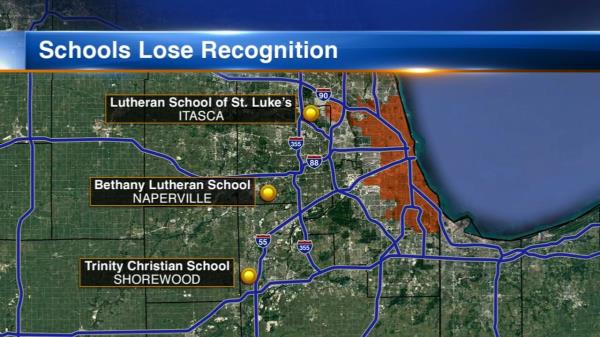 Schools Lose Recognition
90
Lutheran School of St. Luke's
ITASCA
355
88
Bethany Lutheran School
NAPERVILLE
55
355
Trinity Christian School
SHOREWOOD